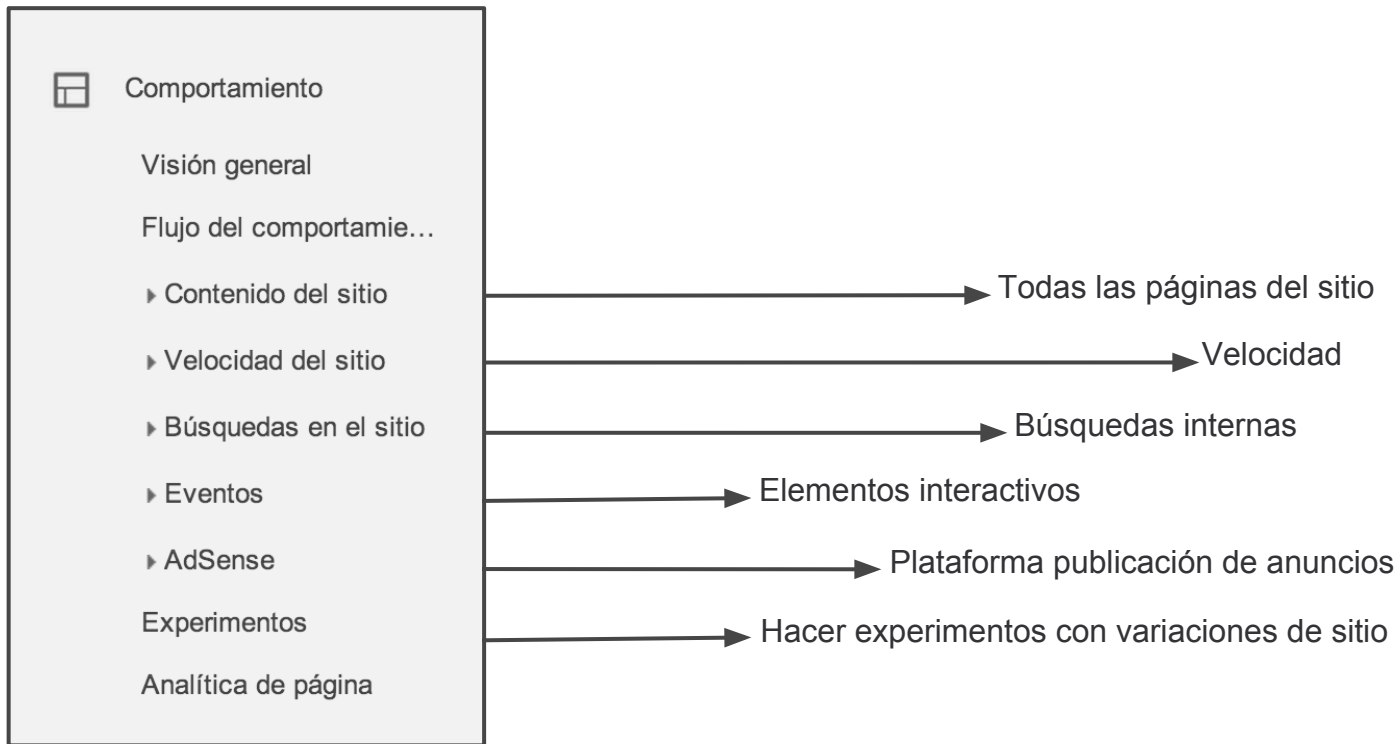 Comportamiento
Visión general
Flujo del comportamie...
Contenido del sitio
Todas las páginas del sitio
Velocidad del sitio
Velocidad
Búsquedas en el sitio
Búsquedas internas
Eventos
Elementos interactivos
AdSense
Plataforma publicación de anuncios
Experimentos
Hacer experimentos con variaciones de sitio
Analítica de página